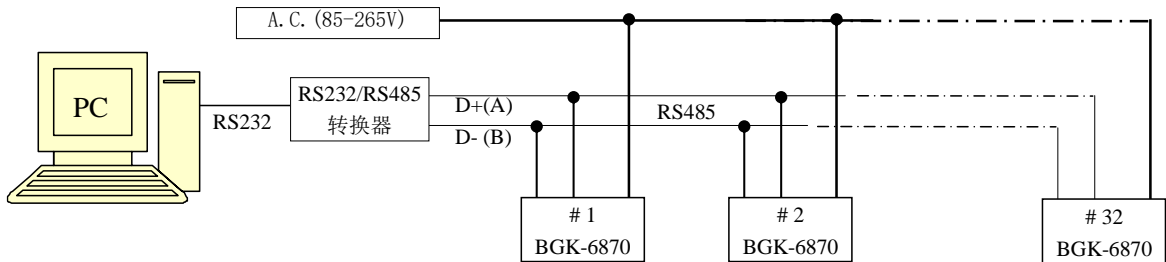 A.C.(85-265V)
PC
RS232
RS232/RS485
转换器
D+(A)
D- (B)
RS485
# 1
BGK-6870
# 2
BGK-6870
# 32
BGK-6870